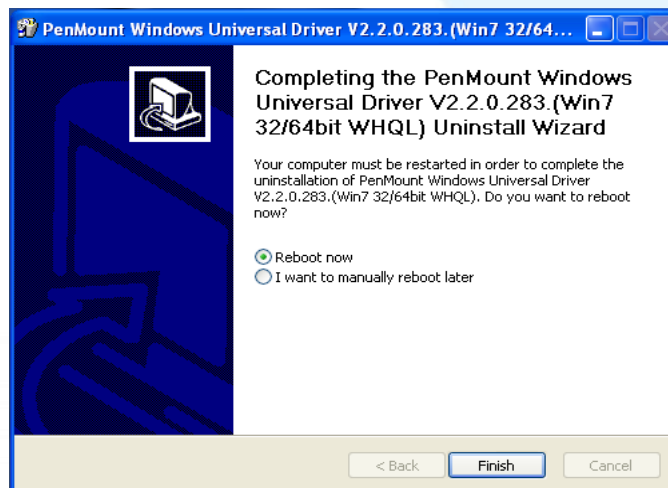 PenMount Windows Universal Driver V2.2.0.283.(Win7 32/64...
Completing the PenMount Windows
Universal Driver V2.2.0.283.(Win7
32/64bit WHQL) Uninstall Wizard
Your computer must be restarted in order to complete the
uninstallation of PenMount Windows Universal Driver
V2.2.0.283.(Win7 32/64bit WHQL). Do you want to reboot
now?
Reboot now
I want to manually reboot later
< Back
Finish
Cancel